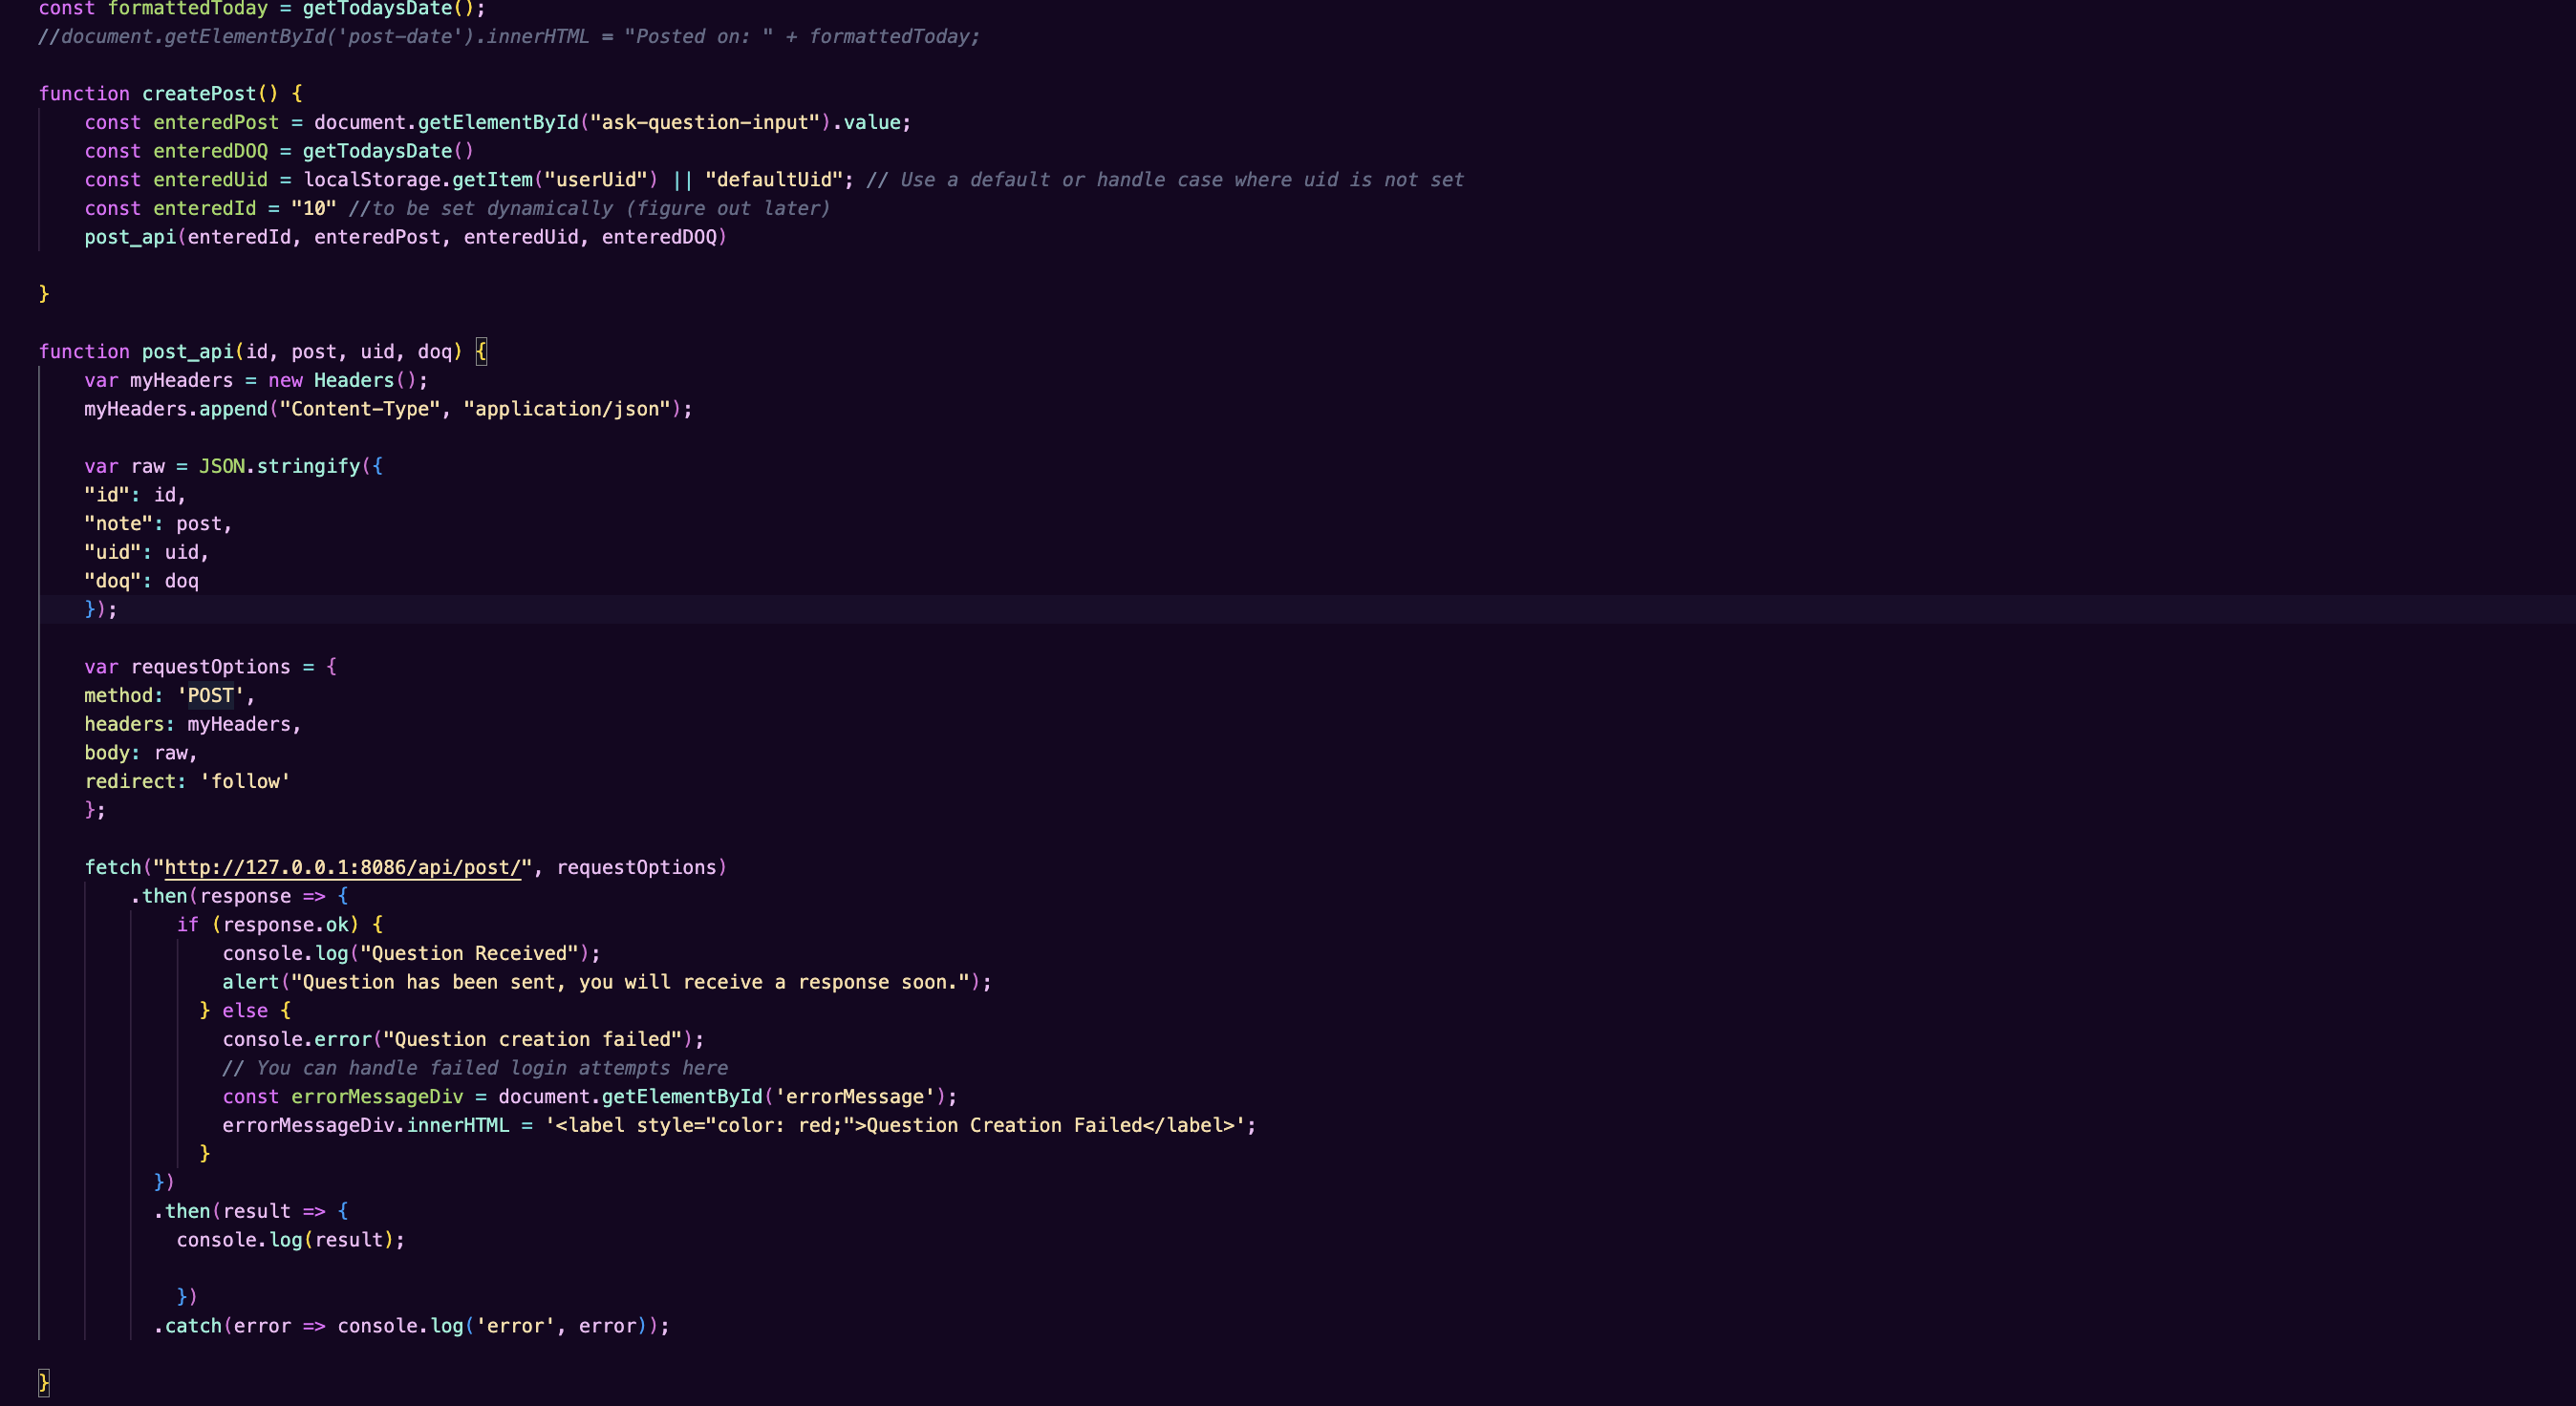 const formattedToday = getTodaysDate();
//document.getElementById('post-date').innerHTML = "Posted on: " + formattedToday;
function createPost() {
const enteredPost = document.getElementById("ask-question-input").value;
const enteredDOQ = getTodaysDate()
const enteredUid = localStorage.getItem("userUid") || "defaultUid"; // Use a default or handle case where uid is not set
const enteredId = "10" //to be set dynamically (figure out later)
post_api(enteredId, enteredPost, enteredUid, enteredDOQ)
}
function post_api(id, post, uid, doq) {
var myHeaders = new Headers();
myHeaders.append("Content-Type", "application/json");
var raw = JSON.stringify({
"id": id,
"note": post,
"uid": uid,
"doq": doq
});
var requestOptions = {
method: 'POST',
headers: myHeaders,
body: raw,
redirect: 'follow'
};
fetch("http://127.0.0.1:8086/api/post/", requestOptions)
.then(response => {
if (response.ok) {
console.log("Question Received");
alert("Question has been sent, you will receive a response soon.");
} else {
console.error("Question creation failed");
// You can handle failed login attempts here
const errorMessageDiv = document.getElementById('errorMessage');
errorMessageDiv.innerHTML = '<label style="color: red;">Question Creation Failed</label>';
}
})
.then(result => {
console.log(result);
})
.catch(error => console.log('error', error));
}